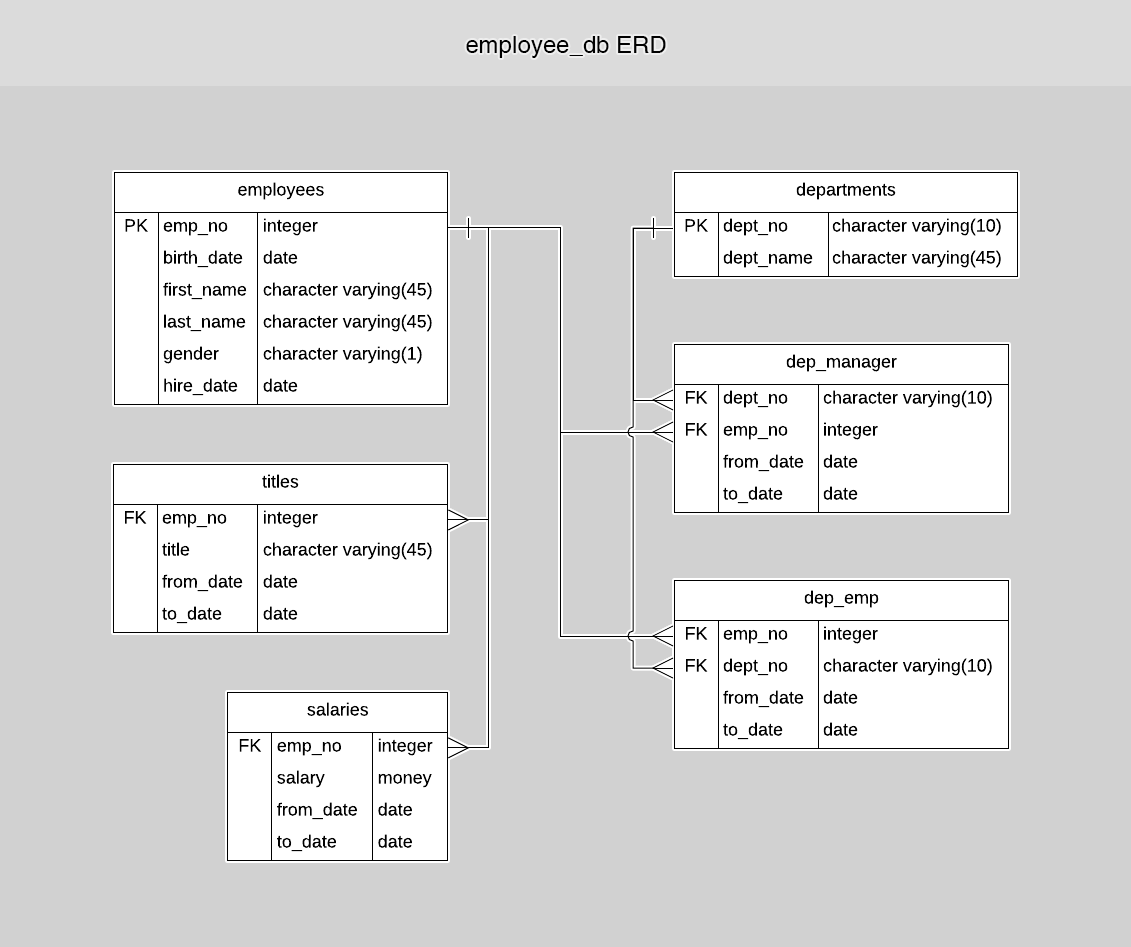 employee_db ERD
employees
PK emp_no integer
birth_date date
first_name character varying(45)
last_name character varying(45)
gender character varying(1)
hire_date date
departments
PK dept_no character varying(10)
dept_name character varying(45)
dep_manager
FK dept_no character varying(10)
FK emp_no integer
from_date date
to_date date
titles
FK emp_no integer
title character varying(45)
from_date date
to_date date
dep_emp
FK emp_no integer
FK dept_no character varying(10)
from_date date
to_date date
salaries
FK emp_no integer
salary money
from_date date
to_date date